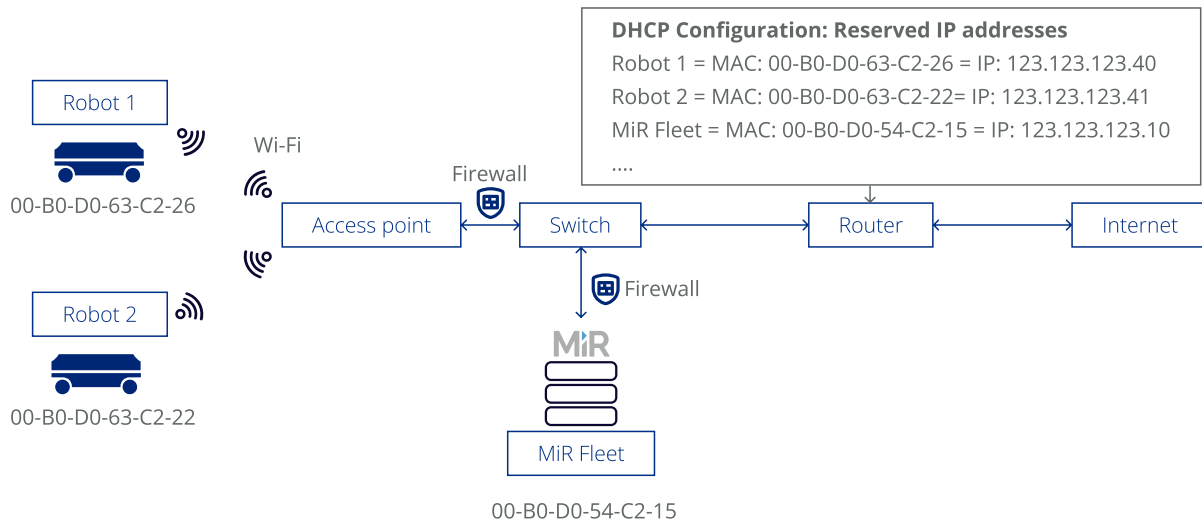 DHCP Configuration: Reserved IP addresses
Robot 1 = MAC: 00-B0-D0-63-C2-26 = IP: 123.123.123.40
Robot 2 = MAC: 00-B0-D0-63-C2-22= IP: 123.123.123.41
MiR Fleet = MAC: 00-B0-D0-54-C2-15 = IP: 123.123.123.10
....
Robot 1
00-B0-D0-63-C2-26
Wi-Fi
Access point
Firewall
Switch
Router
Internet
Firewall
Robot 2
00-B0-D0-63-C2-22
MiR
MiR Fleet
00-B0-D0-54-C2-15